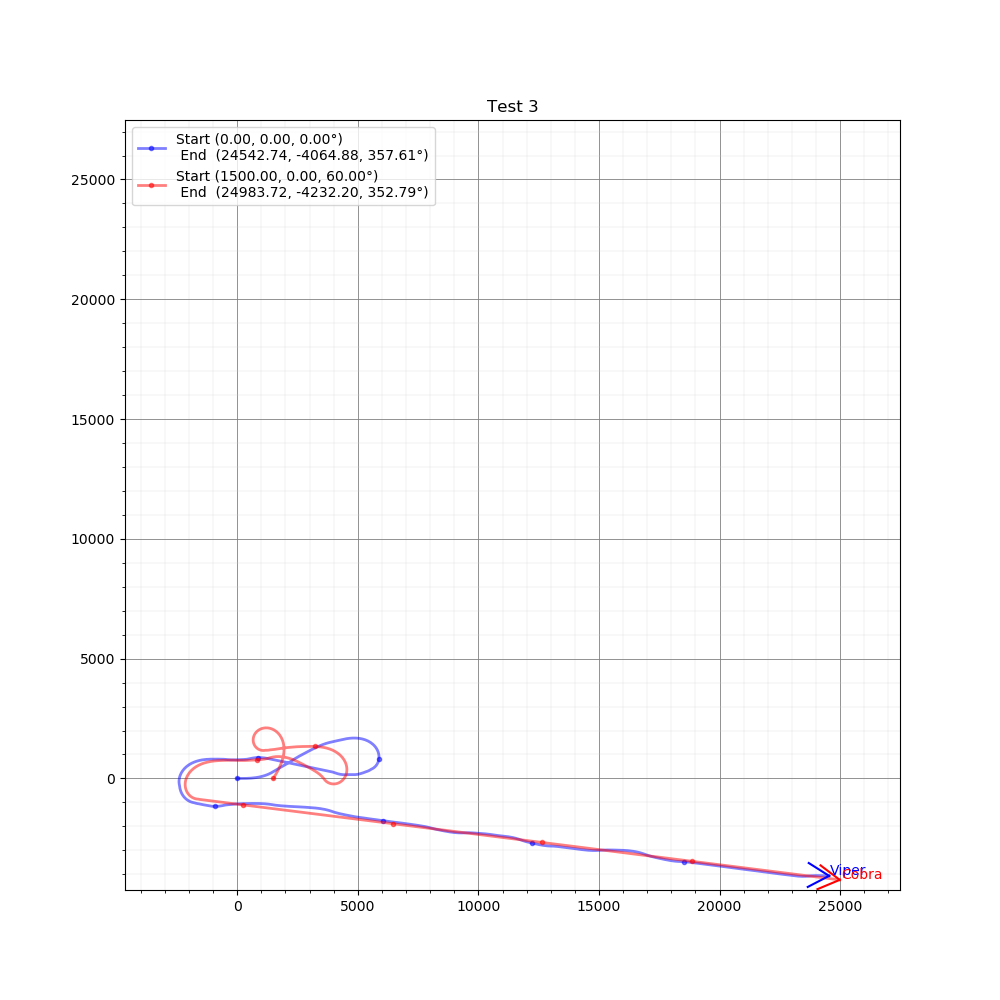 Test 3
Start (0.00, 0.00, 0.00°)
End (24542.74, -4064.88, 357.61°)
Start (1500.00, 0.00, 60.00°)
End (24983.72, -4232.20, 352.79°)
25000
20000
15000
10000
5000
0
Viper
Cobra
0 5000 10000 15000 20000 25000